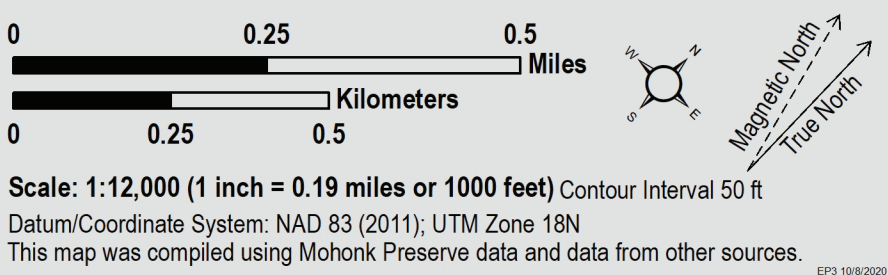 0 0.25 0.5
Miles
Kilometers
0 0.25 0.5
W N
S E
Magnetic North
True North
Scale: 1:12,000 (1 inch = 0.19 miles or 1000 feet) Contour Interval 50 ft
Datum/Coordinate System: NAD 83 (2011); UTM Zone 18N
This map was compiled using Mohonk Preserve data and data from other sources.
EP3 10/8/2020